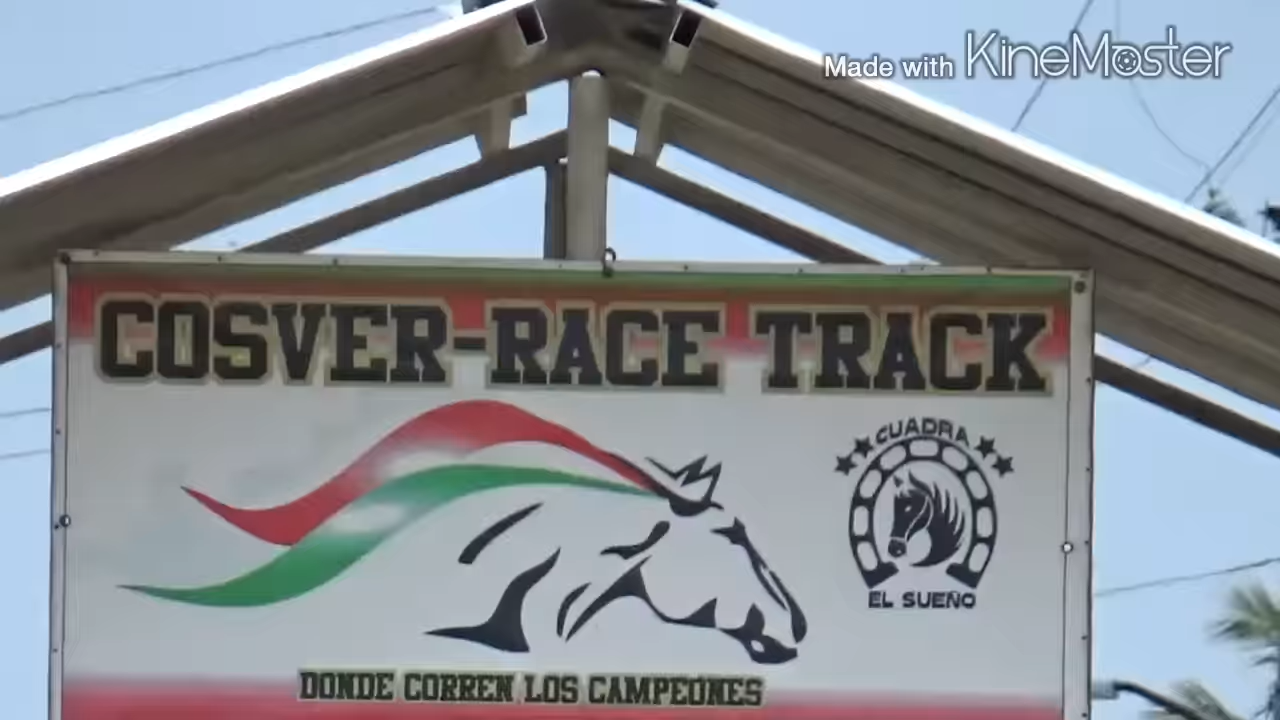 Made with KineMaster
COSVER-RACE TRACK
CUADRA
EL SUEÑO
DONDE CORREN LOS CAMPEONES